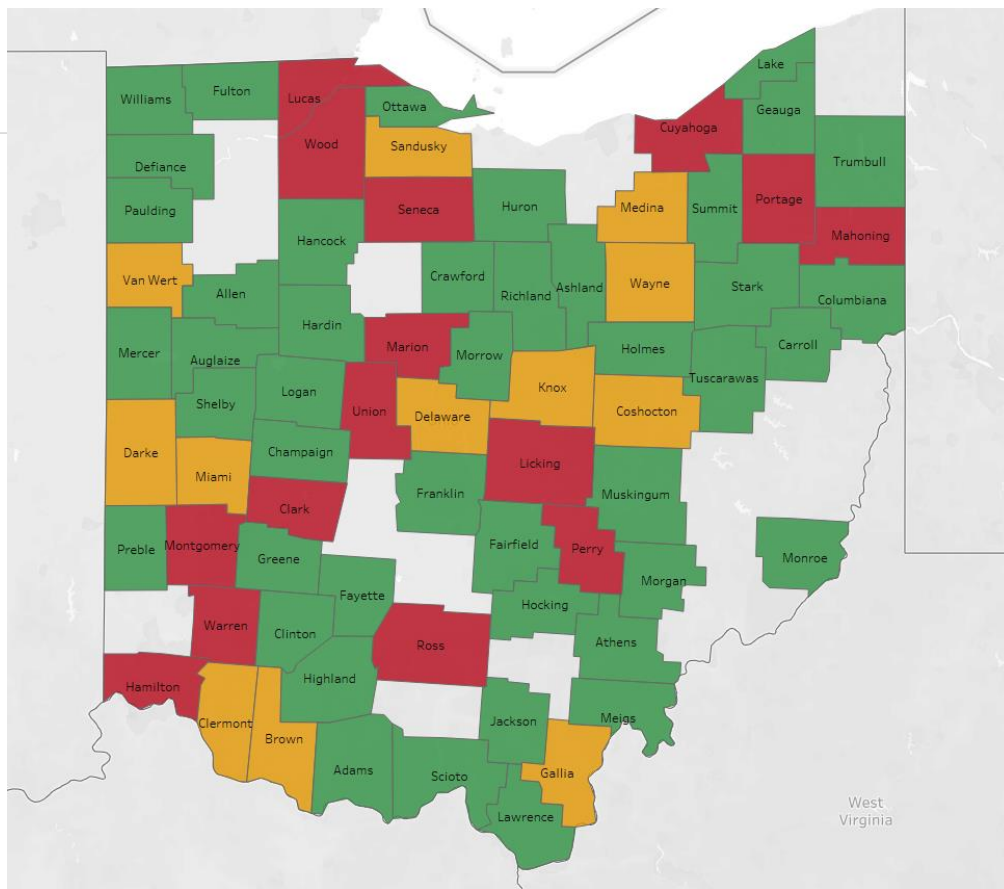 Lake
Williams
Fulton
Lucas
Ottawa
Geauga
Cuyahoga
Wood
Sandusky
Trumbull
Defiance
Paulding
Seneca
Huron
Medina
Summit
Portage
Mahoning
Hancock
Van Wert
Allen
Crawford
Richland
Ashland
Wayne
Stark
Columbiana
Hardin
Mercer
Auglaize
Marion
Morrow
Holmes
Carroll
Tuscarawas
Logan
Shelby
Union
Delaware
Knox
Coshocton
Darke
Champaign
Miami
Licking
Franklin
Muskingum
Clark
Preble
Montgomery
Greene
Fairfield
Perry
Monroe
Morgan
Fayette
Hocking
Warren
Clinton
Ross
Athens
Hamilton
Highland
Clermont
Brown
Jackson
Meigs
Adams
Scioto
Gallia
Lawrence
West
Virginia